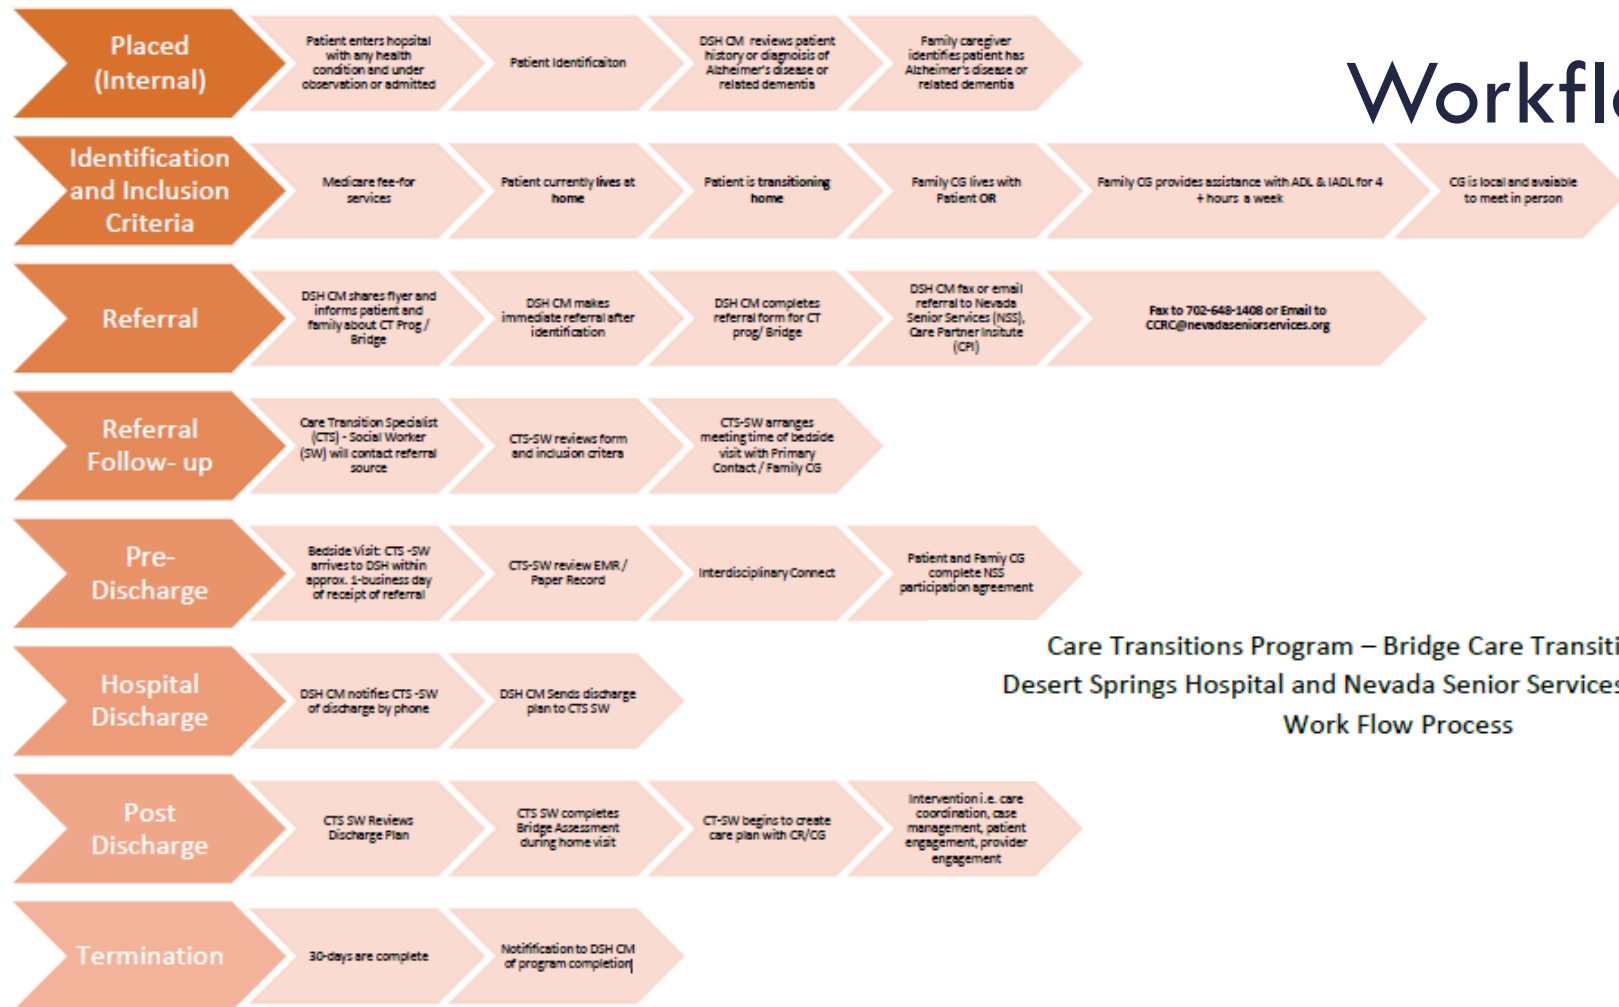 Placed
(Internal)
Patient enters hopsital
with any health
condition and under
observation or admitted
Patient Identificaiton
DSH CM reviews patient
history or diagnoisis of
Alzheimer's disease or
related dementia
Family caregiver
identifies patient has
Alzheimer's disease or
related dementia
Workflo
Identification
and Inclusion
Criteria
Medicare fee-for
services
Patient currently lives at
home
Patient is transitioning
home
Family CG lives with
Patient OR
Family CG provides assistance with ADL & IADL for 4
+ hours a week
CG is local and avaiable
to meet in person
Referral
DSH CM shares flyer and
informs patient and
family about CT Prog /
Bridge
DSH CM makes
immediate referral after
identification
DSH CM completes
referral form for CT
prog/ Bridge
DSH CM fax or email
referral to Nevada
Senior Services (NSS),
Care Partner Insitute
(CPI)
Fax to 702-648-1408 or Email to
CCRC@nevadaseniorservices.org
Referral
Follow- up
Care Transition Specialist
(CTS) - Social Worker
(SW) will contact referral
source
CTS-SW reviews form
and inclusion critera
CTS-SW arranges
meeting time of bedside
visit with Primary
Contact / Family CG
Pre-
Discharge
Bedside Visit: CTS -SW
arrives to DSH within
approx. 1-business day
of receipt of referral
CTS-SW review EMR /
Paper Record
Interdisciplinary Connect
Patient and Famiy CG
complete NSS
participation agreement
Care Transitions Program – Bridge Care Transiti
Desert Springs Hospital and Nevada Senior Services
Work Flow Process
Hospital
Discharge
DSH CM notifies CTS -SW
of discharge by phone
DSH CM Sends discharge
plan to CTS SW
Post
Discharge
CTS SW Reviews
Discharge Plan
CTS SW completes
Bridge Assessment
during home visit
CT-SW begins to create
care plan with CR/CG
Intervention i.e. care
coordination, case
management, patient
engagement, provider
engagement
Termination
30-days are complete
Notifification to DSH CM
of program completion